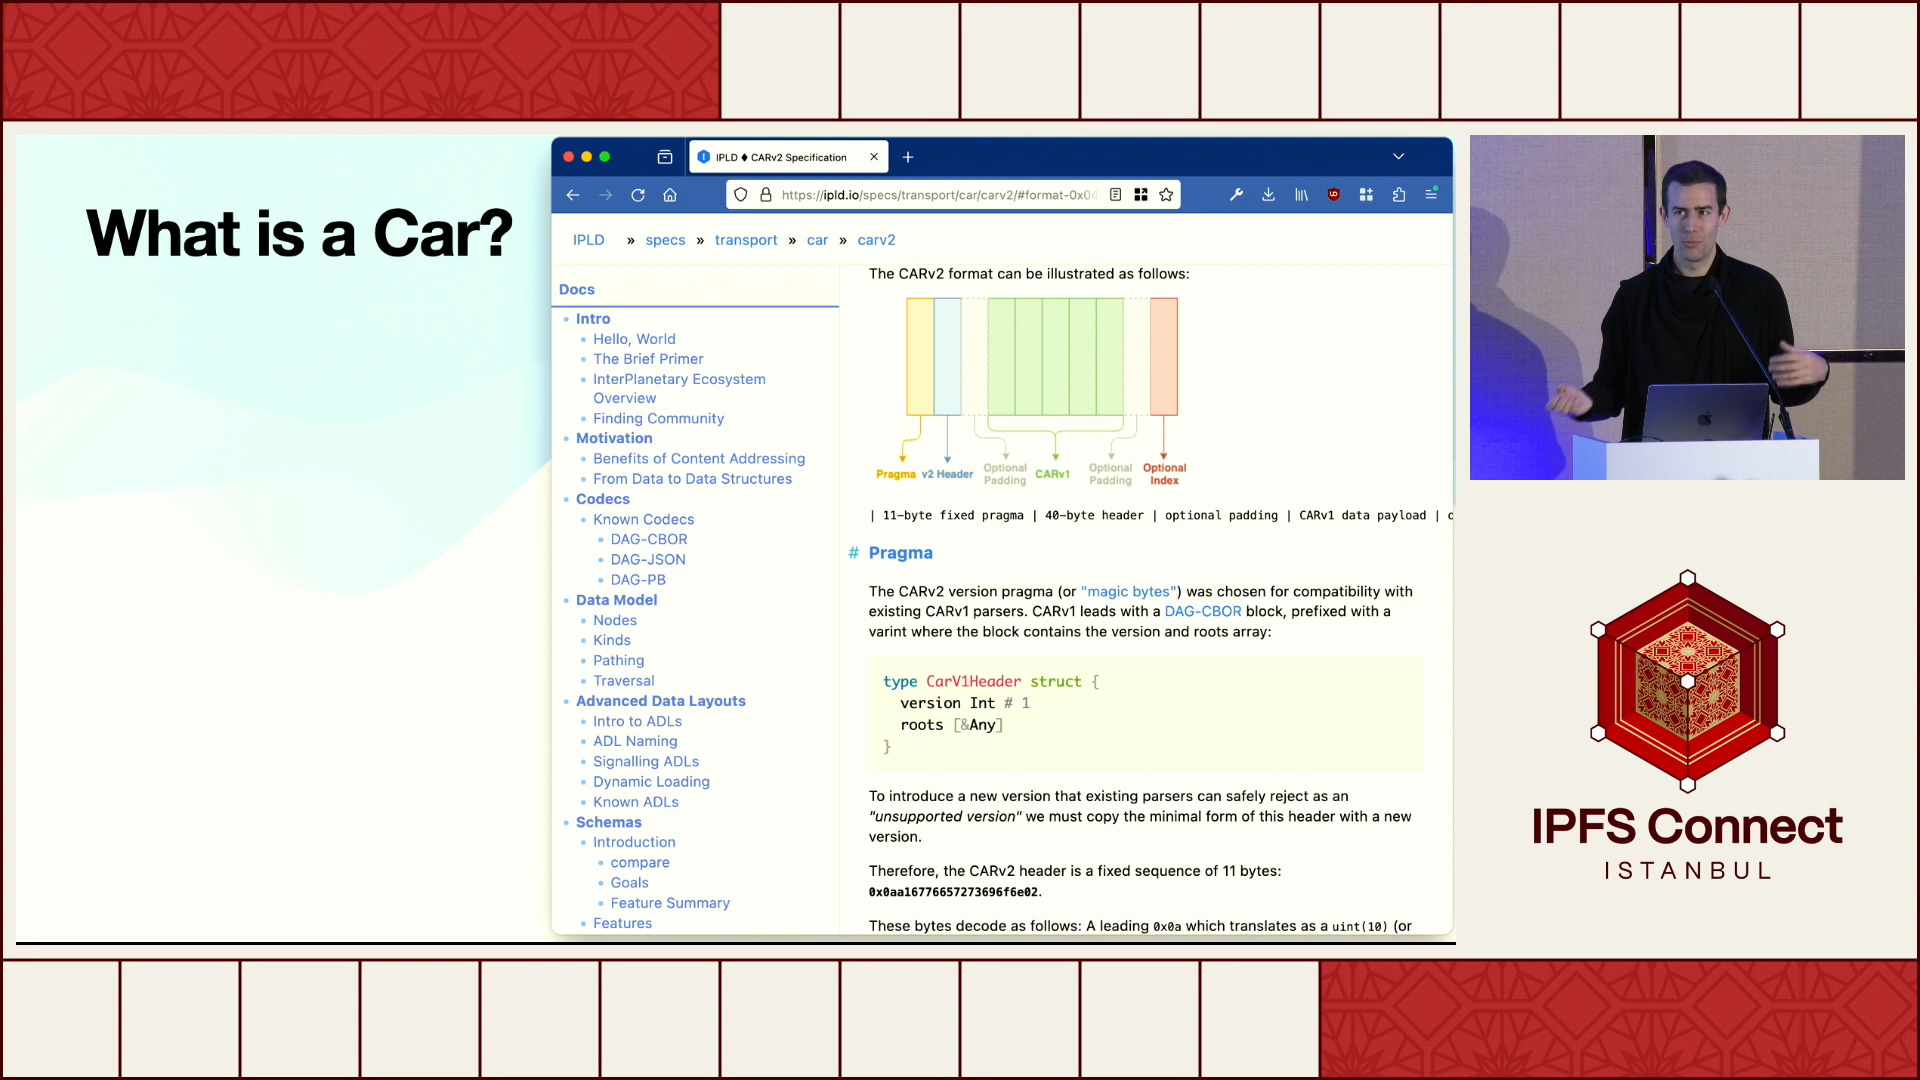 What is a Car?
IPLD ♦ CARv2 Specification
https://ipld.io/specs/transport/car/carv2/#format-0x04
IPLD » specs » transport » car » carv2
Docs
Intro
Hello, World
The Brief Primer
InterPlanetary Ecosystem
Overview
Finding Community
Motivation
Benefits of Content Addressing
From Data to Data Structures
Codecs
Known Codecs
DAG-CBOR
DAG-JSON
DAG-PB
Data Model
Nodes
Kinds
Pathing
Traversal
Advanced Data Layouts
Intro to ADLs
ADL Naming
Signalling ADLs
Dynamic Loading
Known ADLs
Schemas
Introduction
compare
Goals
Feature Summary
Features
The CARv2 format can be illustrated as follows:
Pragma v2 Header Optional Padding CARv1 Optional Padding Optional Index
| 11-byte fixed pragma | 40-byte header | optional padding | CARv1 data payload |
# Pragma
The CARv2 version pragma (or "magic bytes") was chosen for compatibility with
existing CARv1 parsers. CARv1 leads with a DAG-CBOR block, prefixed with a
varint where the block contains the version and roots array:
type CarV1Header struct {
version Int # 1
roots [&Any]
}
To introduce a new version that existing parsers can safely reject as an
"unsupported version" we must copy the minimal form of this header with a new
version.
Therefore, the CARv2 header is a fixed sequence of 11 bytes:
0x0aa16776657273696f6e02.
These bytes decode as follows: A leading 0x0a which translates as a uint(10) (or
IPFS Connect
ISTANBUL